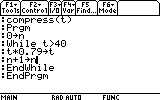 F1▾ F2▾ F3▾ F4▾ F5 F6▾
Tools Control I/O Var Find… Mode
:compress(t)
:Prgm
:0→n
:While t>40
:t*0.79→t
:n+1→n
:EndWhile
:EndPrgm
MAIN RAD AUTO FUNC